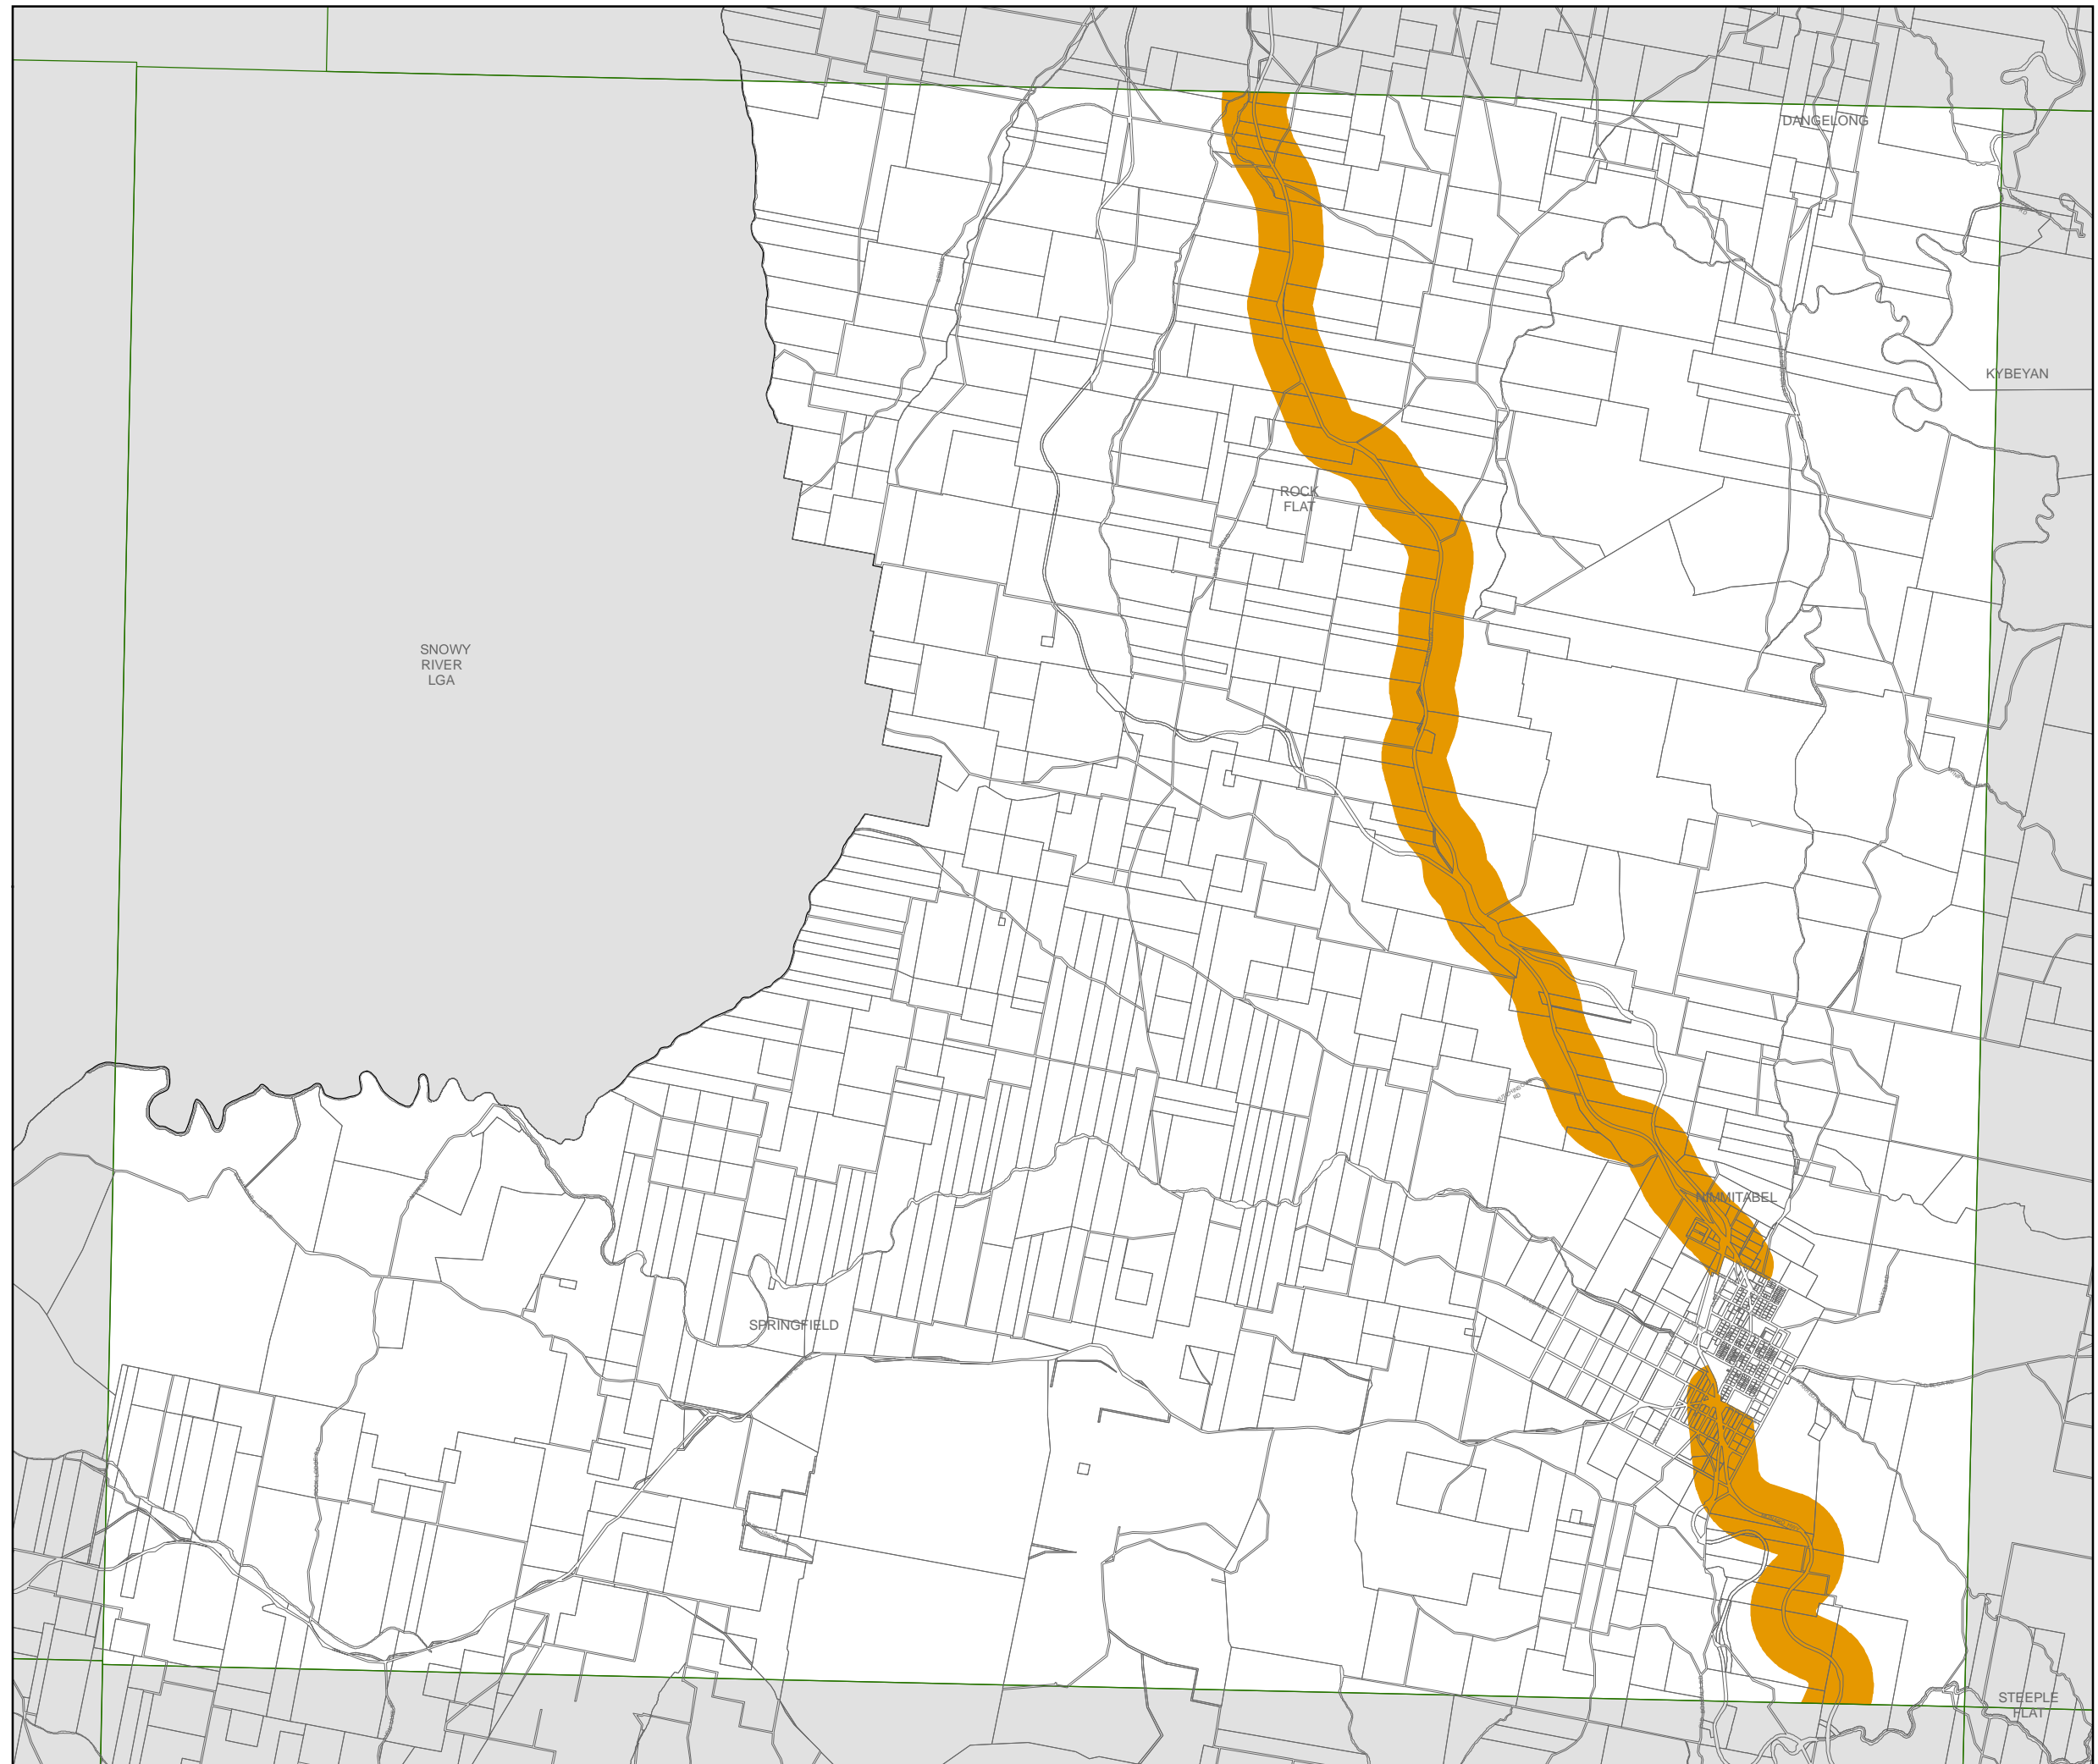 DANGELONG
KYBEYAN
ROCK
FLAT
SNOWY
RIVER
LGA
NIMMITABEL
SPRINGFIELD
STEEPLE
FLAT